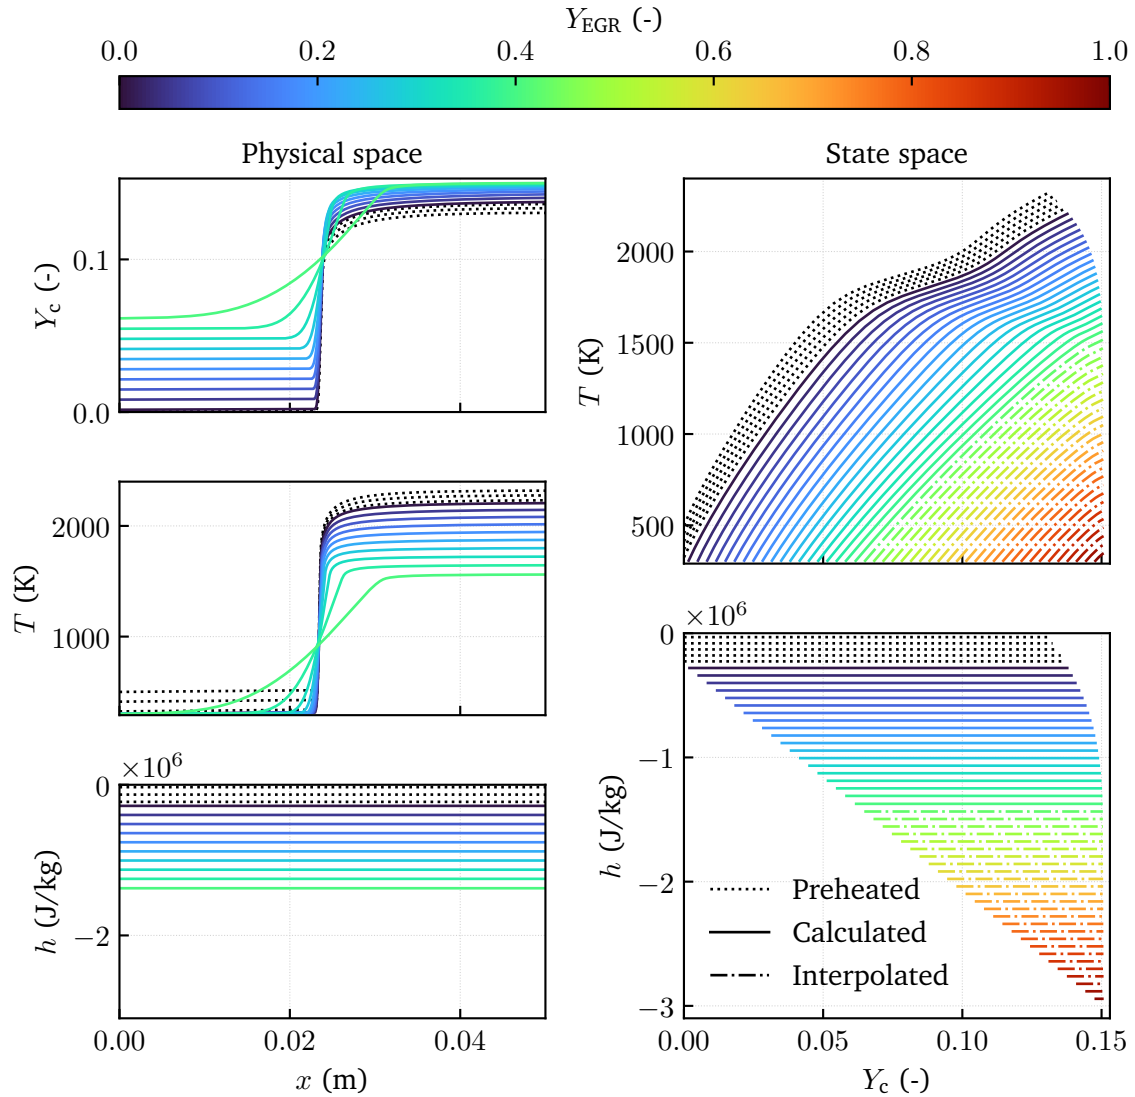 Y_EGR (-)
0.0 0.2 0.4 0.6 0.8 1.0
Physical space
State space
0.1
0.0
Y_c (-)
2000
1500
1000
500
T (K)
2000
1000
T (K)
×10^6
0
−2
h (J/kg)
0.00 0.02 0.04
x (m)
×10^6
0
−1
−2
−3
h (J/kg)
Preheated
Calculated
Interpolated
0.00 0.05 0.10 0.15
Y_c (-)